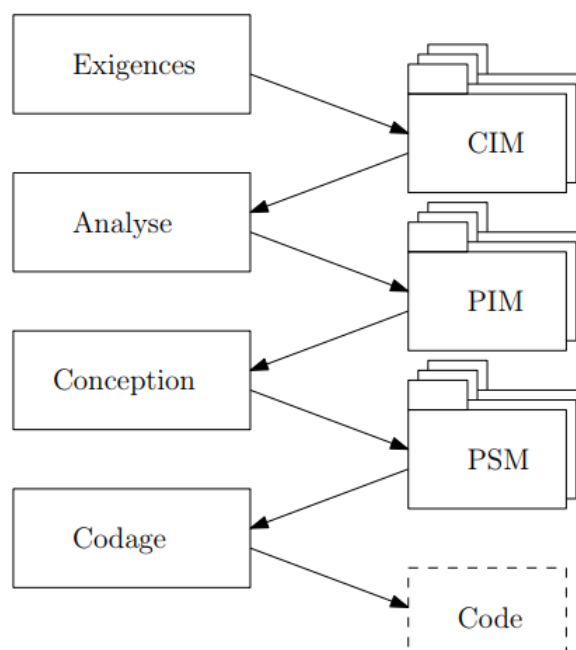 Exigences
CIM
Analyse
PIM
Conception
PSM
Codage
Code